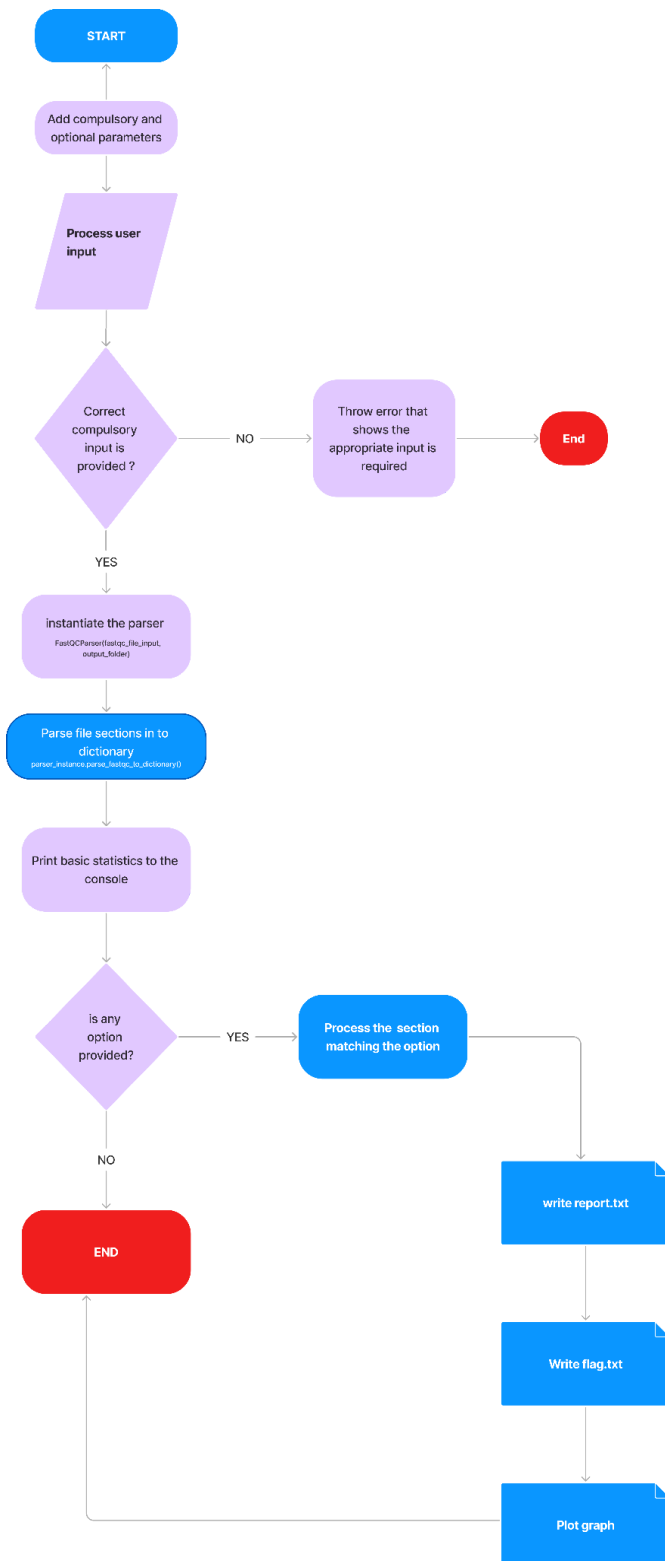 START
Add compulsory and
optional parameters
Process user
input
Correct
compulsory
input is
provided ?
NO
Throw error that
shows the
appropriate input is
required
End
YES
instantiate the parser
FastQCParser(fastqc_file_input,
output_folder)
Parse file sections in to
dictionary
parser_instance.parse_fastqc_to_dictionary()
Print basic statistics to the
console
is any
option
provided?
YES
Process the section
matching the option
NO
write report.txt
END
Write flag.txt
Plot graph